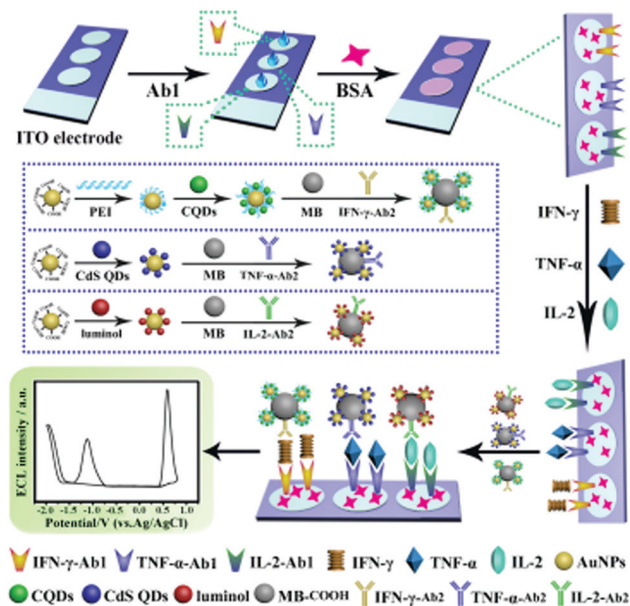 Ab1
BSA
ITO electrode
COOH
PEI
CQDs
MB
IFN-γ-Ab2
CdS QDs
MB
TNF-α-Ab2
luminol
MB
IL-2-Ab2
IFN-γ
TNF-α
IL-2
ECL intensity / a.u.
-2.0 -1.5 -1.0 -0.5 0.0 0.5 1.0
Potential/V (vs.Ag/AgCl)
IFN-γ-Ab1 TNF-α-Ab1 IL-2-Ab1 IFN-γ TNF-α IL-2 AuNPs
CQDs CdS QDs luminol MB-COOH IFN-γ-Ab2 TNF-α-Ab2 IL-2-Ab2